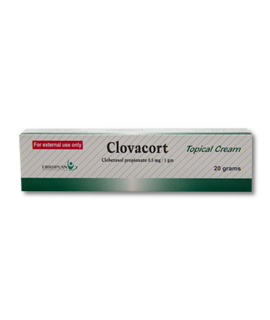 For external use only
Clovacort
Topical Cream
Clobetasol propionate 0.5 mg / 1 gm
20 grams